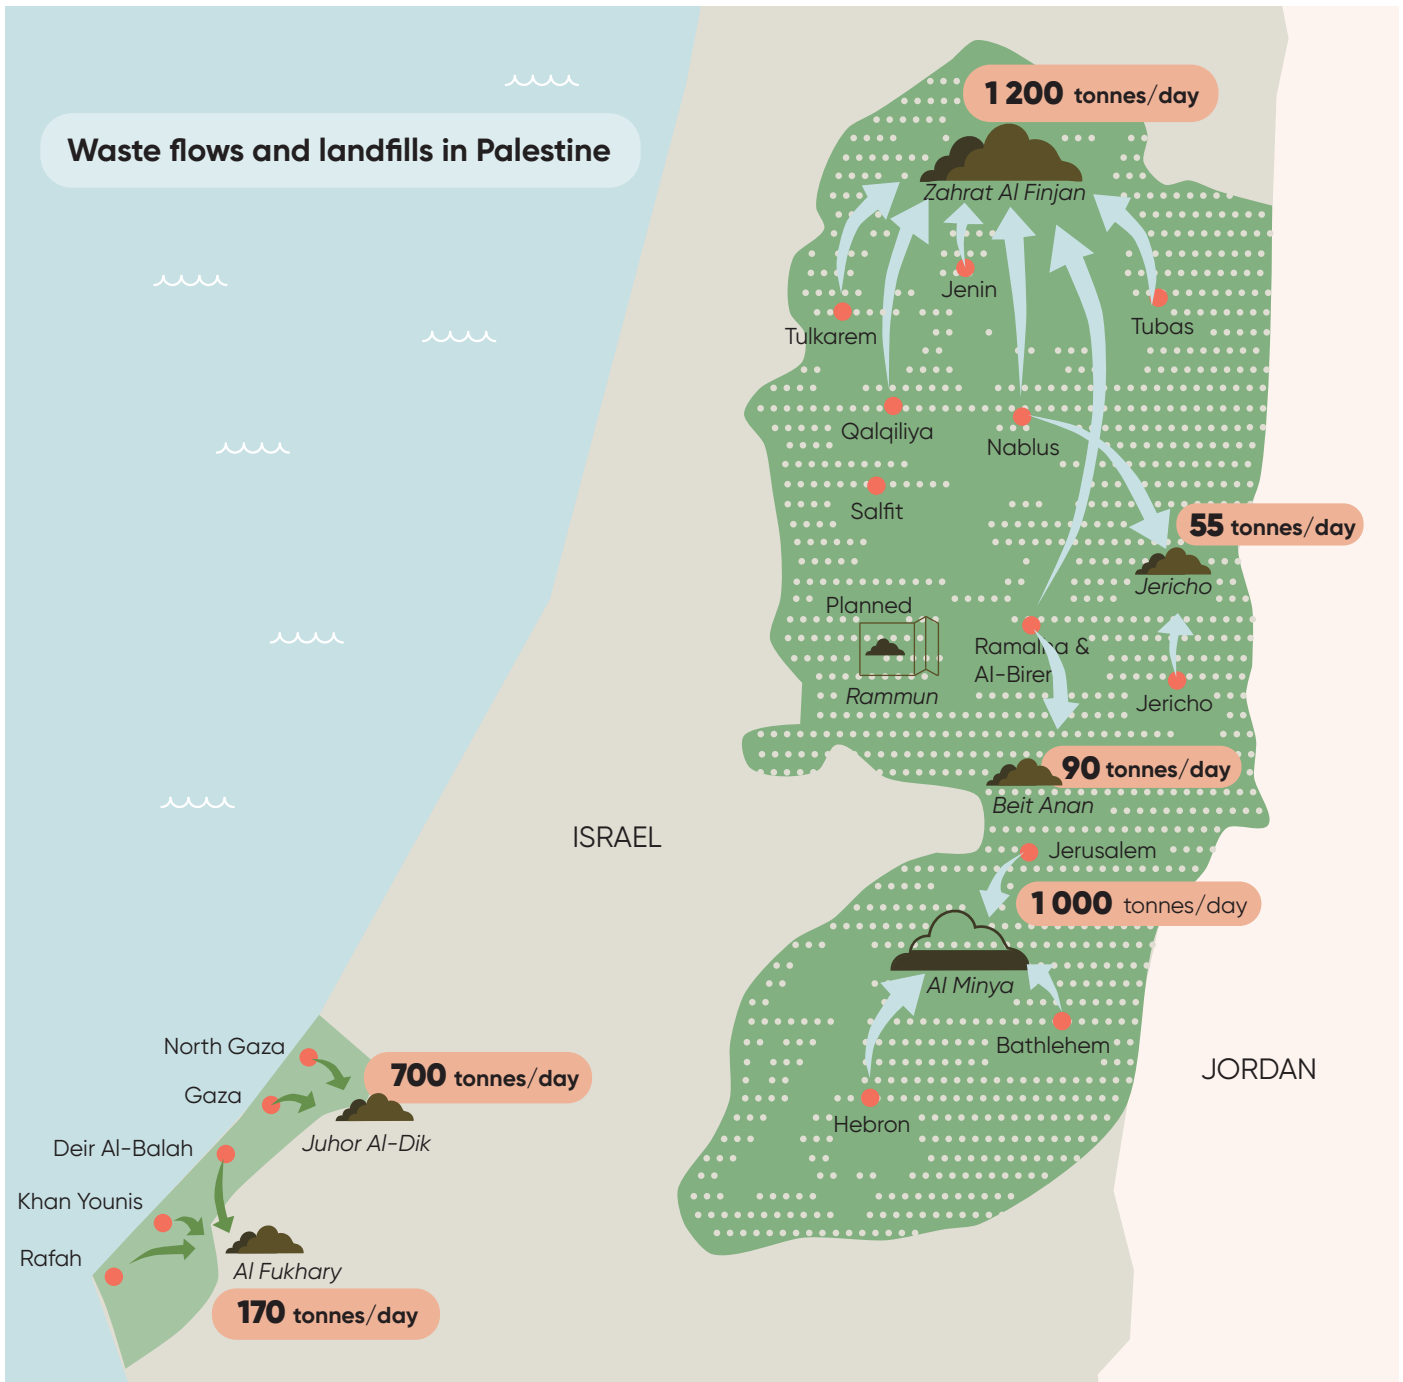 Waste flows and landfills in Palestine
1 200 tonnes/day
Zahrat Al Finjan
Jenin
Tulkarem
Tubas
Qalqiliya
Nablus
Salfit
55 tonnes/day
Jericho
Planned
Rammun
Ramalha &
Al-Birer
Jericho
90 tonnes/day
Beit Anan
ISRAEL
Jerusalem
1 000 tonnes/day
Al Minya
Bathlehem
Hebron
JORDAN
North Gaza
700 tonnes/day
Gaza
Juhor Al-Dik
Deir Al-Balah
Khan Younis
Rafah
Al Fukhary
170 tonnes/day